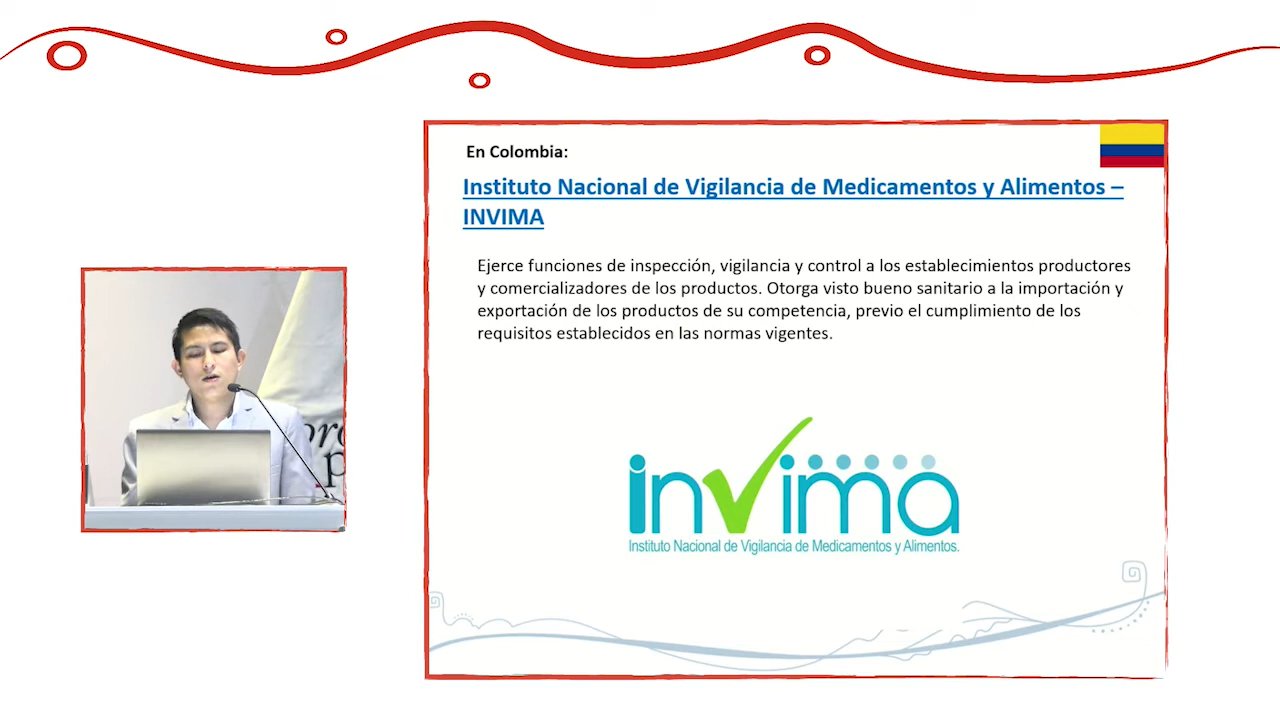 En Colombia:
Instituto Nacional de Vigilancia de Medicamentos y Alimentos –
INVIMA
Ejerce funciones de inspección, vigilancia y control a los establecimientos productores
y comercializadores de los productos. Otorga visto bueno sanitario a la importación y
exportación de los productos de su competencia, previo el cumplimiento de los
requisitos establecidos en las normas vigentes.
invima
Instituto Nacional de Vigilancia de Medicamentos y Alimentos.